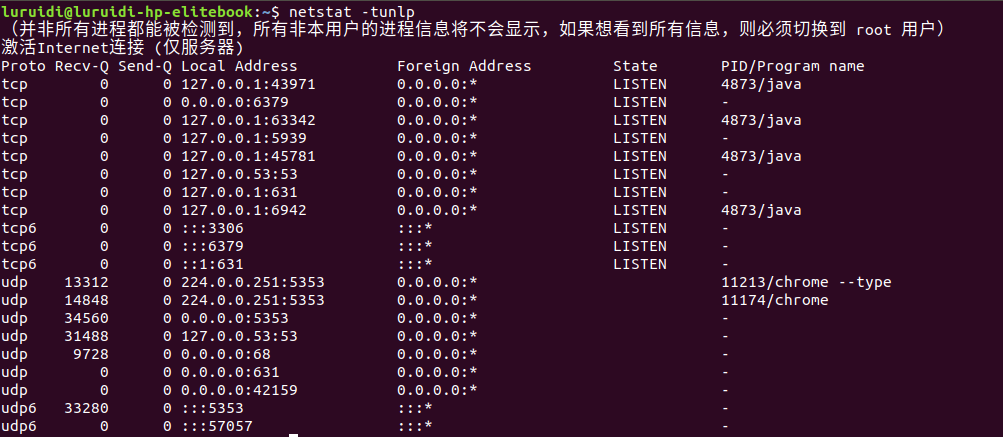 luruidi@luruidi-hp-elitebook:~$ netstat -tunlp
（并非所有进程都能被检测到，所有非本用户的进程信息将不会显示，如果想看到所有信息，则必须切换到 root 用户）
激活Internet连接 (仅服务器)
Proto Recv-Q Send-Q Local Address           Foreign Address         State       PID/Program name
tcp        0      0 127.0.0.1:43971         0.0.0.0:*               LISTEN      4873/java
tcp        0      0 0.0.0.0:6379            0.0.0.0:*               LISTEN      -
tcp        0      0 127.0.0.1:63342         0.0.0.0:*               LISTEN      4873/java
tcp        0      0 127.0.0.1:5939          0.0.0.0:*               LISTEN      -
tcp        0      0 127.0.0.1:45781         0.0.0.0:*               LISTEN      4873/java
tcp        0      0 127.0.0.53:53           0.0.0.0:*               LISTEN      -
tcp        0      0 127.0.0.1:631           0.0.0.0:*               LISTEN      -
tcp        0      0 127.0.0.1:6942          0.0.0.0:*               LISTEN      4873/java
tcp6       0      0 :::3306                 :::*                    LISTEN      -
tcp6       0      0 :::6379                 :::*                    LISTEN      -
tcp6       0      0 ::1:631                 :::*                    LISTEN      -
udp    13312      0 224.0.0.251:5353        0.0.0.0:*                           11213/chrome --type
udp    14848      0 224.0.0.251:5353        0.0.0.0:*                           11174/chrome
udp    34560      0 0.0.0.0:5353            0.0.0.0:*                           -
udp    31488      0 127.0.0.53:53           0.0.0.0:*                           -
udp     9728      0 0.0.0.0:68              0.0.0.0:*                           -
udp        0      0 0.0.0.0:631             0.0.0.0:*                           -
udp        0      0 0.0.0.0:42159           0.0.0.0:*                           -
udp6   33280      0 :::5353                 :::*                                -
udp6       0      0 :::57057                :::*                                -